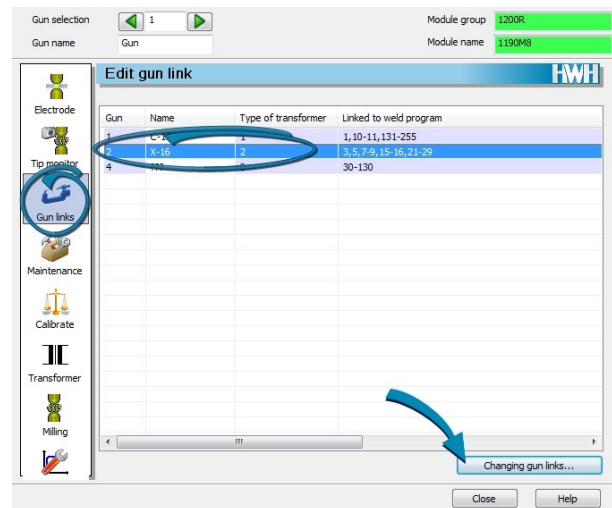 Gun selection 1 Module group 1200R
Gun name Gun Module name 1190M8
Edit gun link HWH
Electrode
Gun Name Type of transformer Linked to weld program
1 1 1,10-11,131-255
2 X-16 2 3,5,7-9,15-16,21-29
4 ??? 30-130
Tip monitor
Gun links
Maintenance
Calibrate
Transformer
Milling
Changing gun links...
Close Help